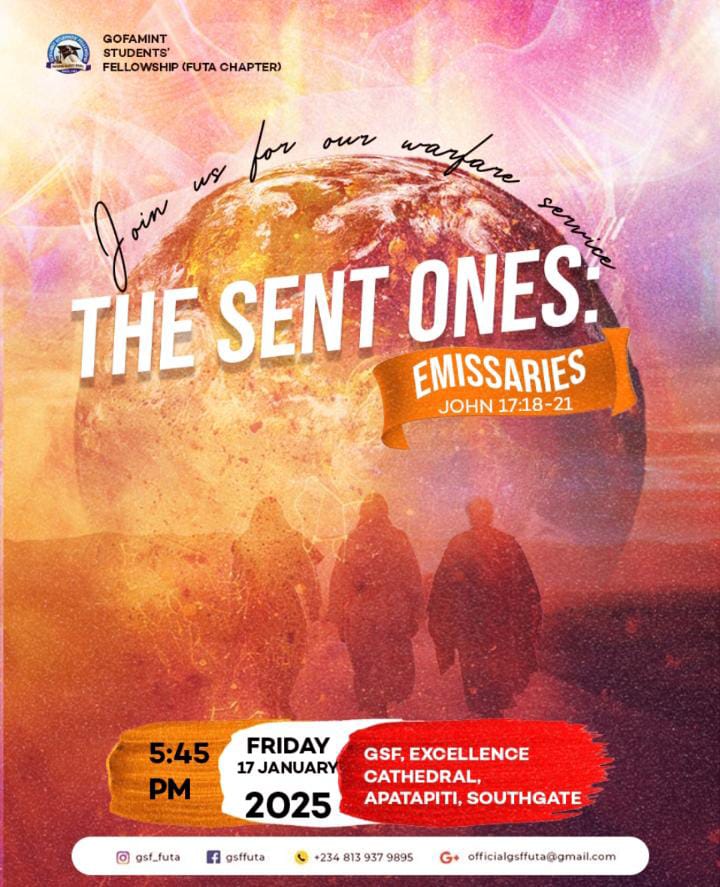 GOFAMINT
STUDENTS'
FELLOWSHIP (FUTA CHAPTER)
Join us for our warfare service
THE SENT ONES:
EMISSARIES
JOHN 17:18-21
5:45
PM
FRIDAY
17 JANUARY
2025
GSF, EXCELLENCE
CATHEDRAL,
APATAPITI, SOUTHGATE
gsf_futa
gsffuta
+234 813 937 9895
G+ officialgsffuta@gmail.com